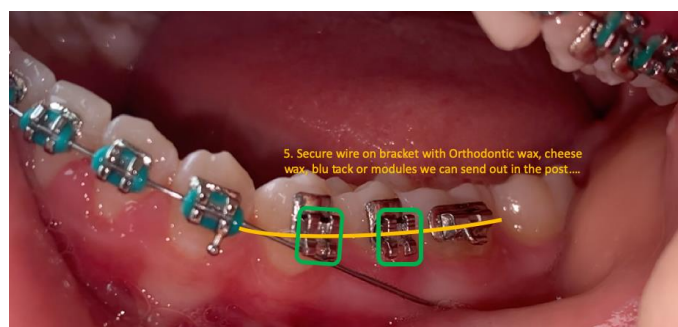 5. Secure wire on bracket with Orthodontic wax, cheese
wax, blu tack or modules we can send out in the post....